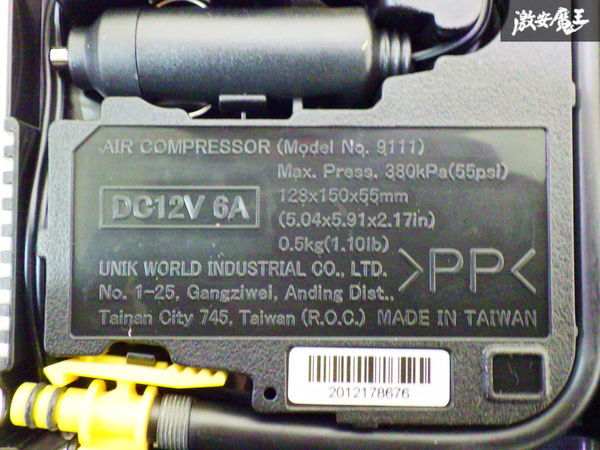 激安魔王
AIR COMPRESSOR (Model No. 9111)
Max. Press. 380kPa(55psi)
DC12V 6A
128x150x55mm
(5.04x5.91x2.17in)
0.5kg(1.10lb)
UNIK WORLD INDUSTRIAL CO., LTD.
>PP<
No. 1-25, Gangziwei, Anding Dist.,
Tainan City 745, Taiwan (R.O.C.) MADE IN TAIWAN
2012178676